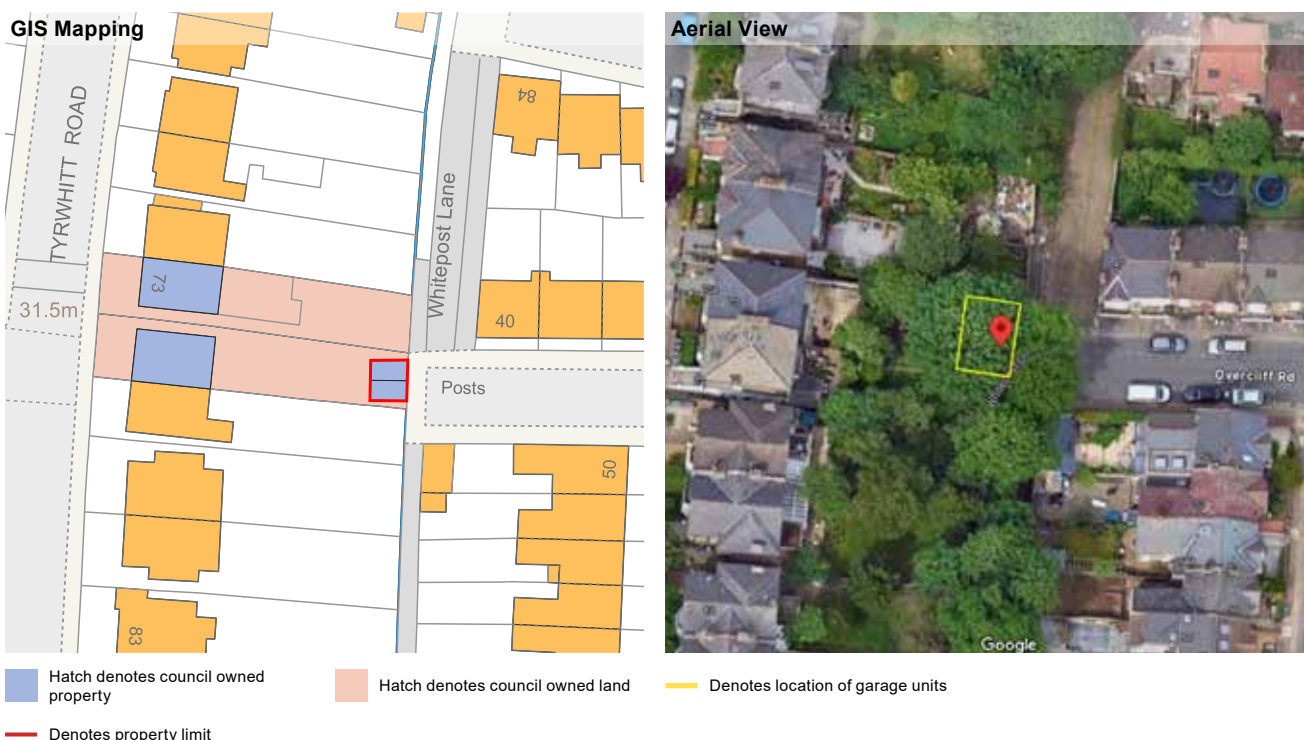 GIS Mapping
TYRWHITT ROAD
73
31.5m
83
Whitepost Lane
84
40
Posts
50
Aerial View
Overcliff Rd
Google
Hatch denotes council owned
property
Hatch denotes council owned land
Denotes location of garage units
Denotes property limit